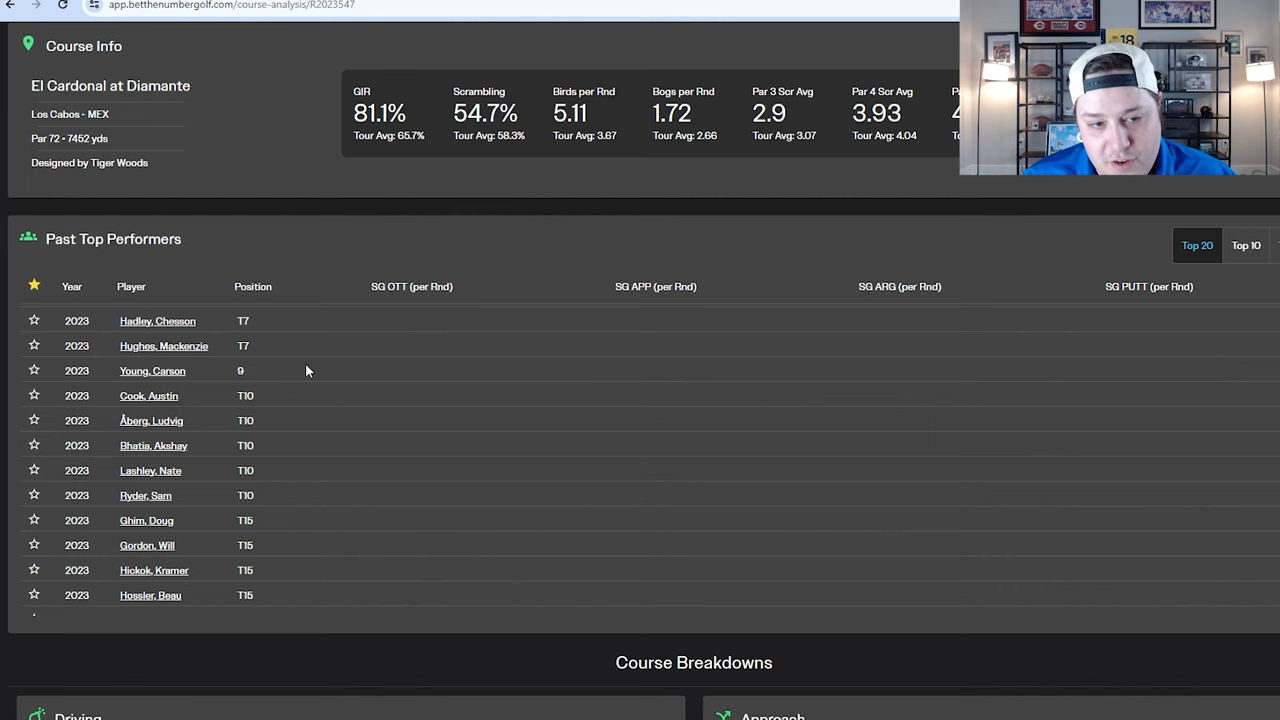 app.betthenumbergolf.com/course-analysis/R2023547
Course Info
El Cardonal at Diamante
Los Cabos - MEX
Par 72 • 7452 yds
Designed by Tiger Woods
GIR Scrambling Birds per Rnd Bogs per Rnd Par 3 Scr Avg Par 4 Scr Avg
81.1% 54.7% 5.11 1.72 2.9 3.93
Tour Avg: 65.7% Tour Avg: 58.3% Tour Avg: 3.67 Tour Avg: 2.66 Tour Avg: 3.07 Tour Avg: 4.04
18
Past Top Performers
Top 20 Top 10
Year Player Position SG OTT (per Rnd) SG APP (per Rnd) SG ARG (per Rnd) SG PUTT (per Rnd)
2023 Hadley, Chesson T7
2023 Hughes, Mackenzie T7
2023 Young, Carson 9
2023 Cook, Austin T10
2023 Åberg, Ludvig T10
2023 Bhatia, Akshay T10
2023 Lashley, Nate T10
2023 Ryder, Sam T10
2023 Ghim, Doug T15
2023 Gordon, Will T15
2023 Hickok, Kramer T15
2023 Hossler, Beau T15
Course Breakdowns
Driving Approach